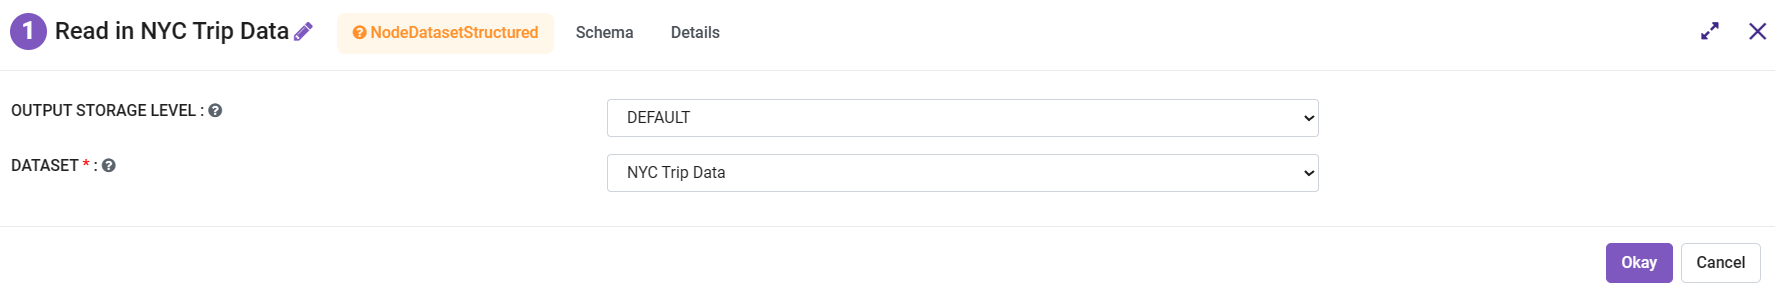 1 Read in NYC Trip Data NodeDatasetStructured Schema Details
OUTPUT STORAGE LEVEL : DEFAULT
DATASET * : NYC Trip Data
Okay Cancel